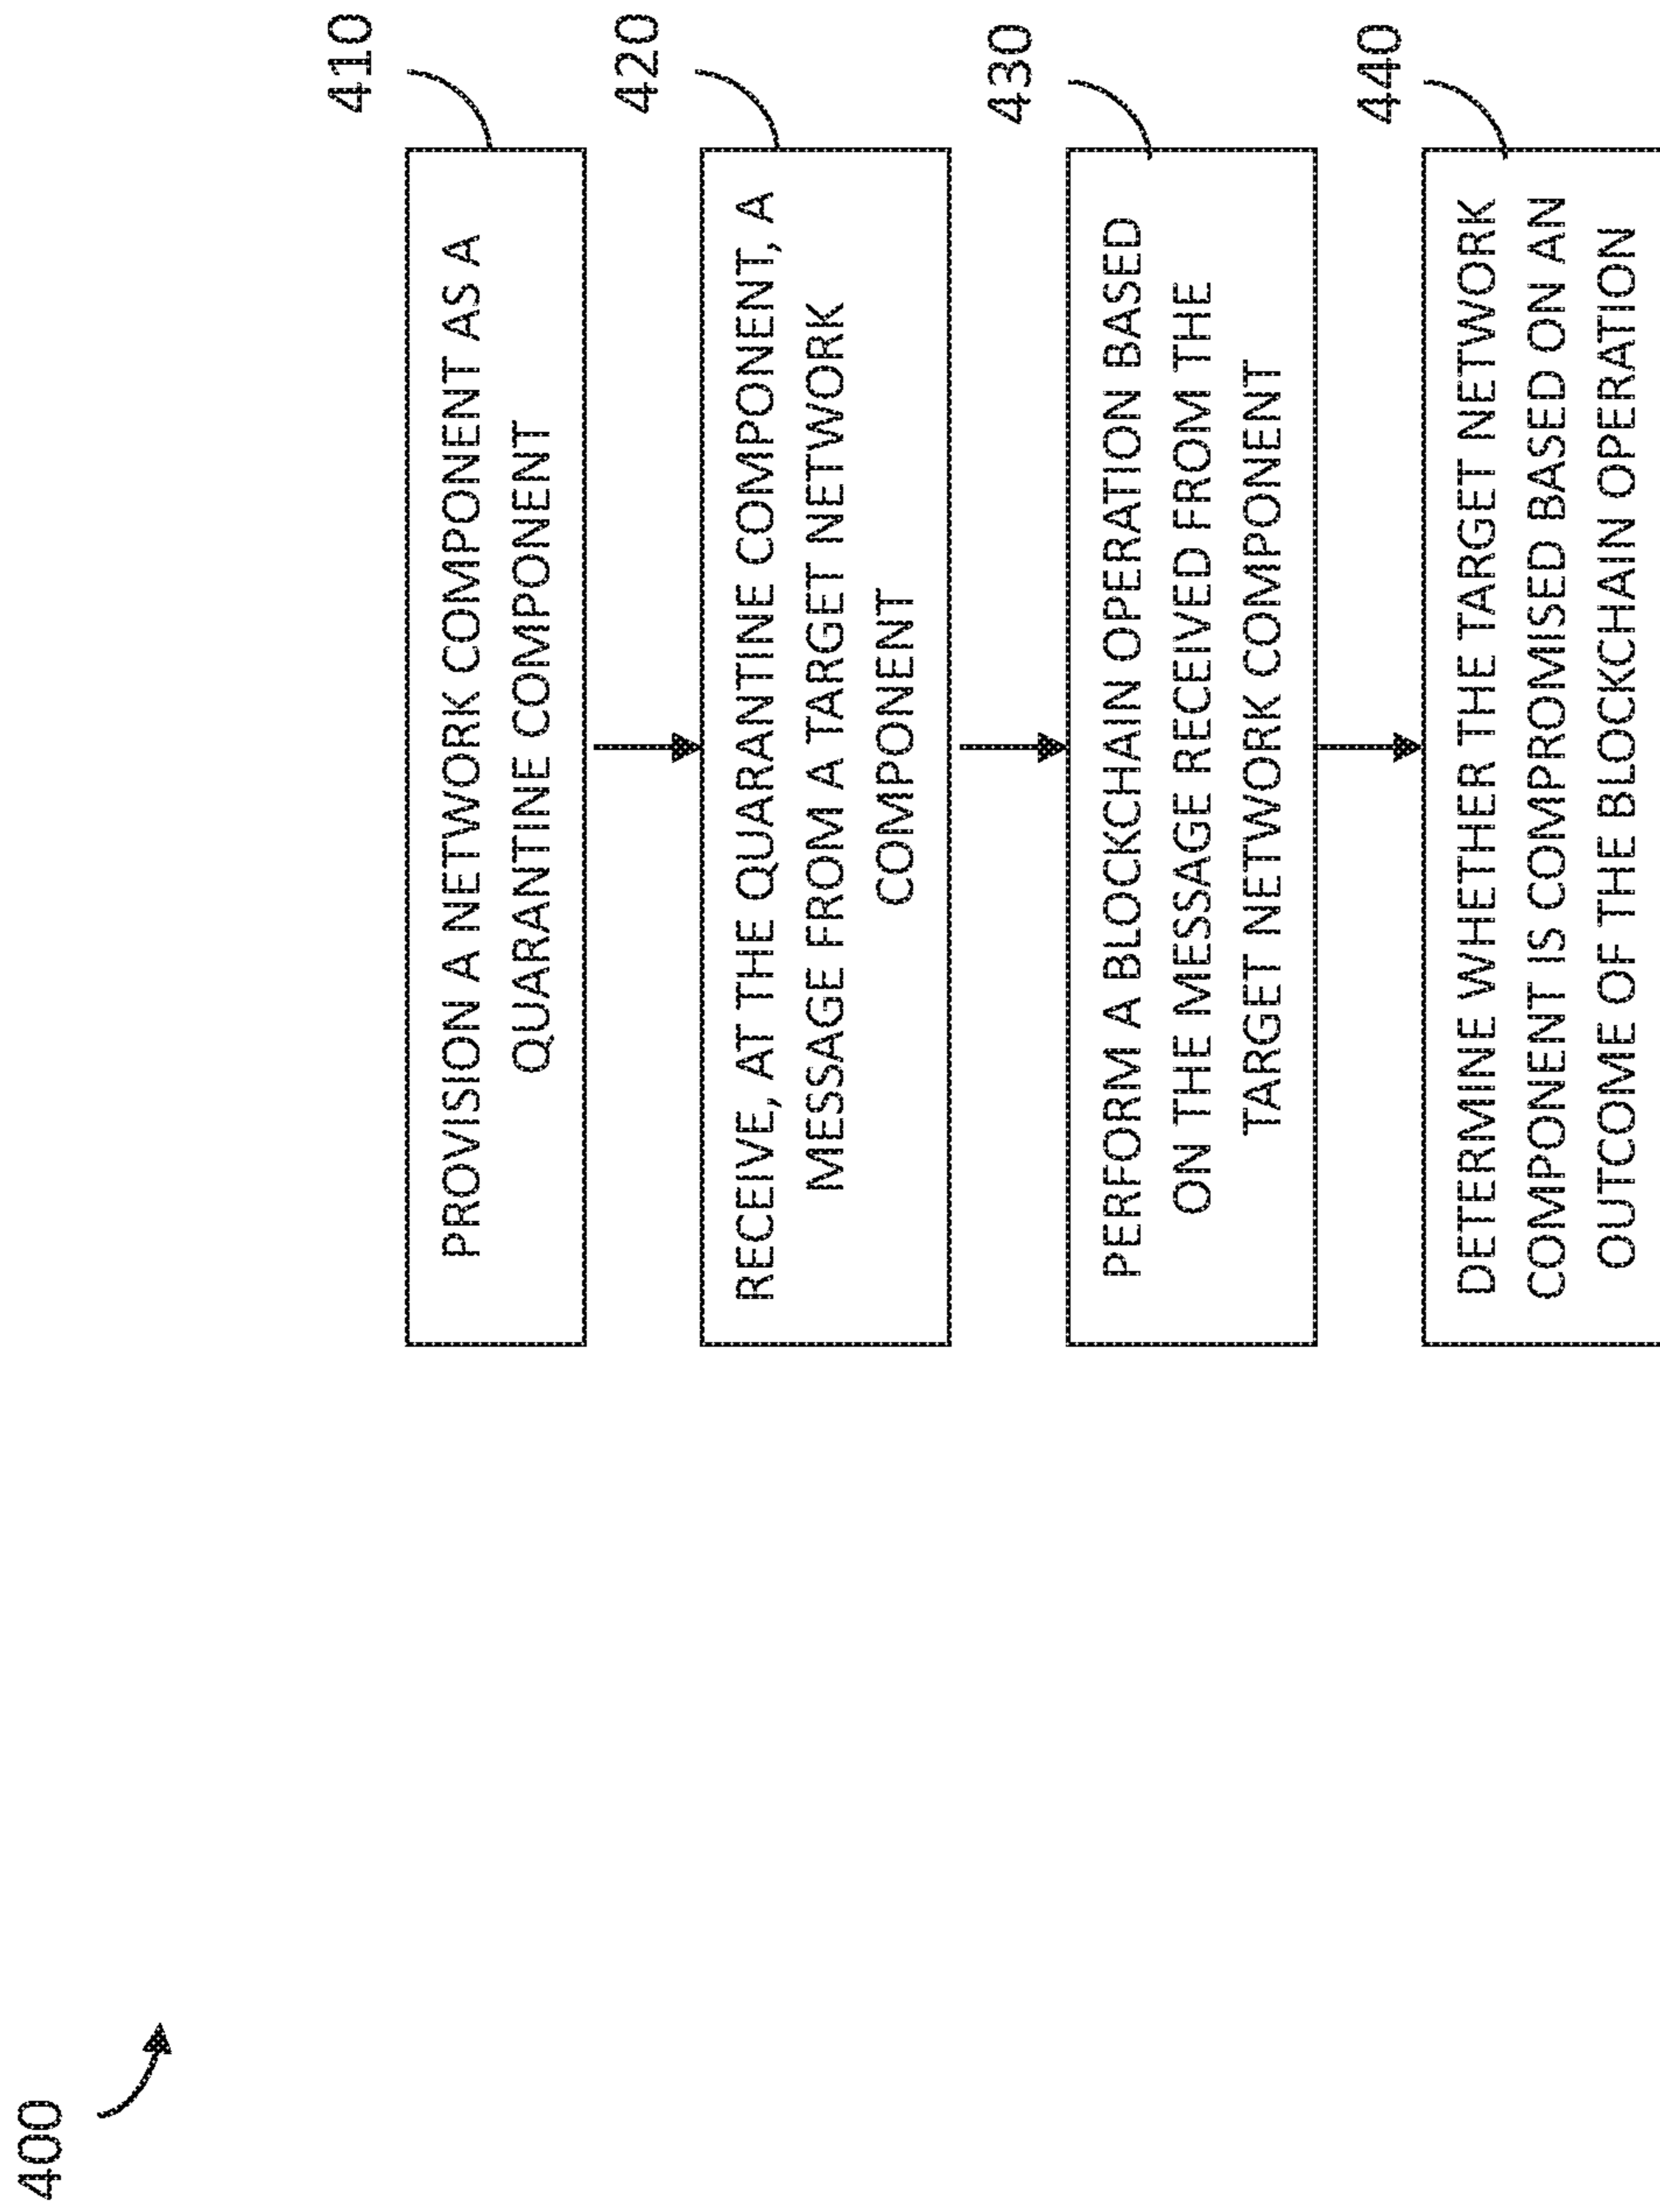 400
410
PROVISION A NETWORK COMPONENT AS A
QUARANTINE COMPONENT
420
RECEIVE, AT THE QUARANTINE COMPONENT, A
MESSAGE FROM A TARGET NETWORK
COMPONENT
430
PERFORM A BLOCKCHAIN OPERATION BASED
ON THE MESSAGE RECEIVED FROM THE
TARGET NETWORK COMPONENT
440
DETERMINE WHETHER THE TARGET NETWORK
COMPONENT IS COMPROMISED BASED ON AN
OUTCOME OF THE BLOCKCHAIN OPERATION